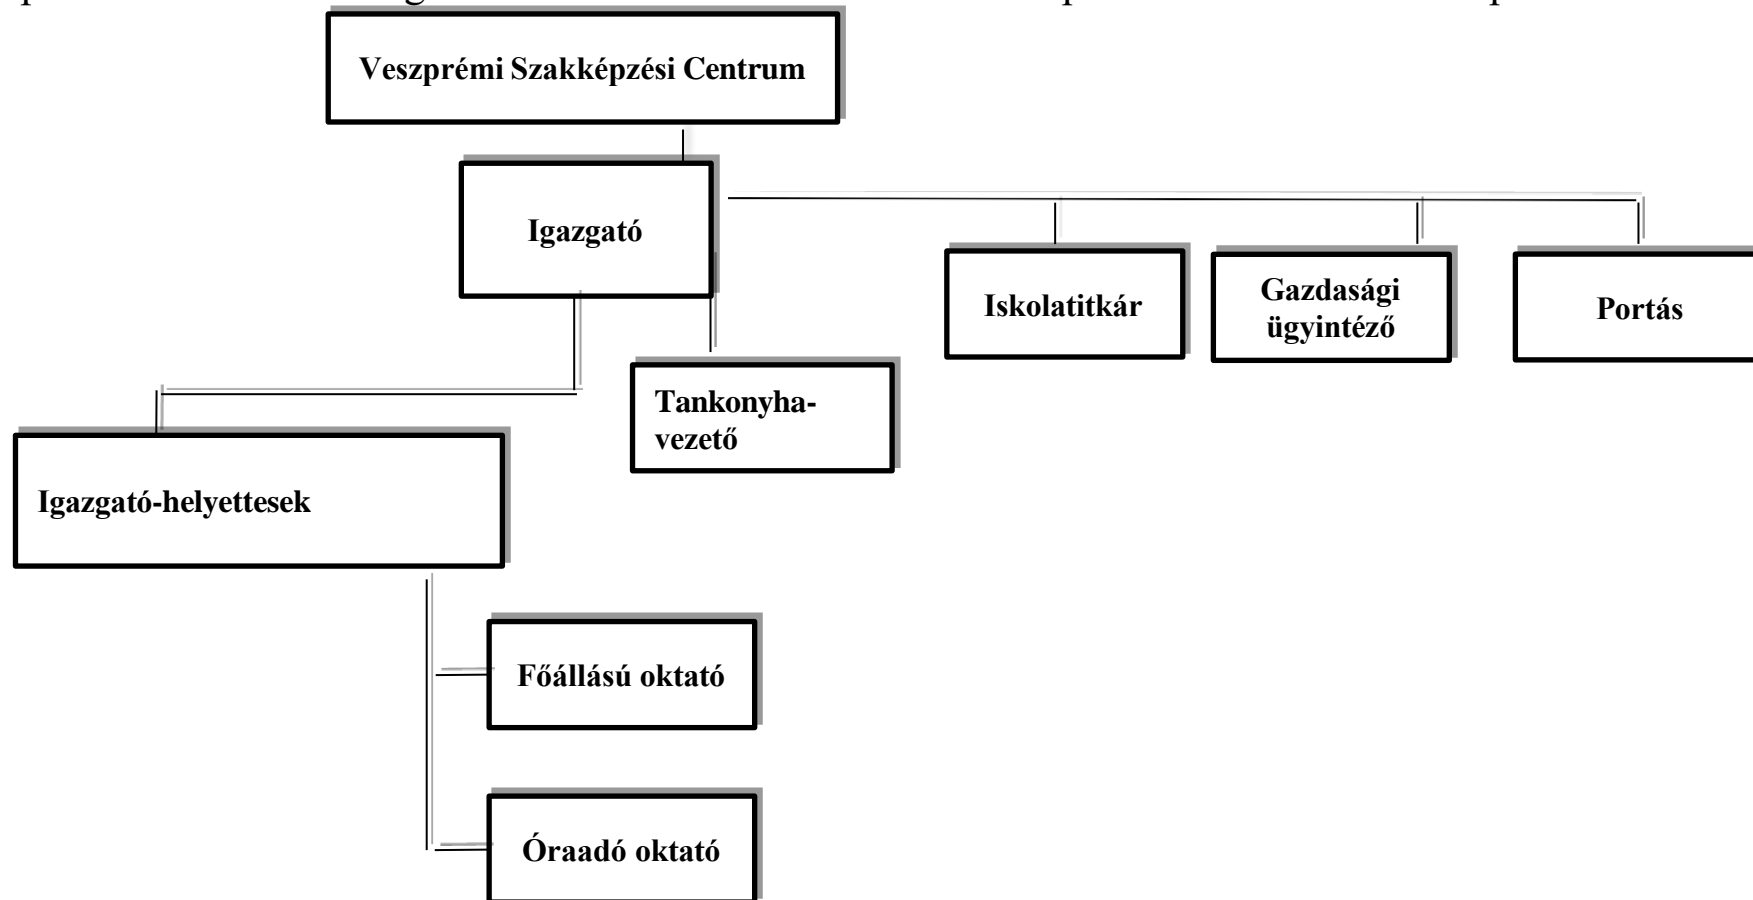 Veszprémi Szakképzési Centrum
Igazgató
Iskolatitkár
Gazdasági
ügyintéző
Portás
Tankonyha-
vezető
Igazgató-helyettesek
Főállású oktató
Óraadó oktató